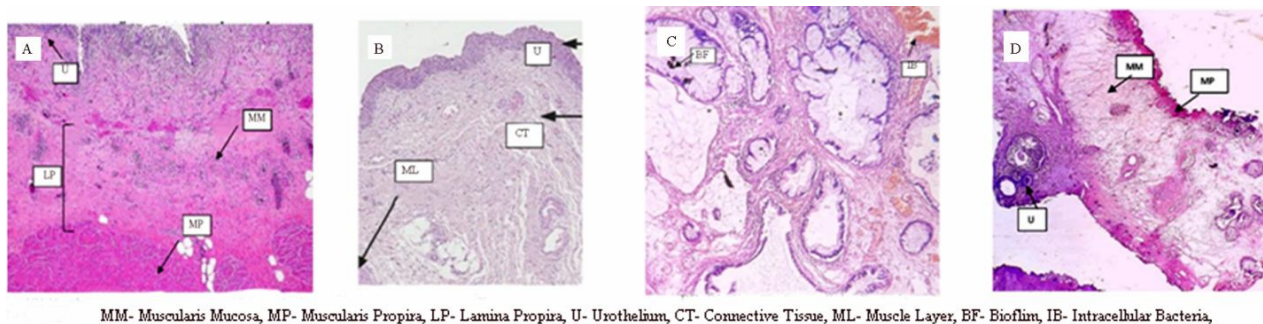 A
U
MM
LP
MP
B
U
CT
ML
C
BF
IB
D
MM
MP
U
MM- Muscularis Mucosa, MP- Muscularis Propira, LP- Lamina Propira, U- Urothelium, CT- Connective Tissue, ML- Muscle Layer, BF- Bioflim, IB- Intracellular Bacteria,